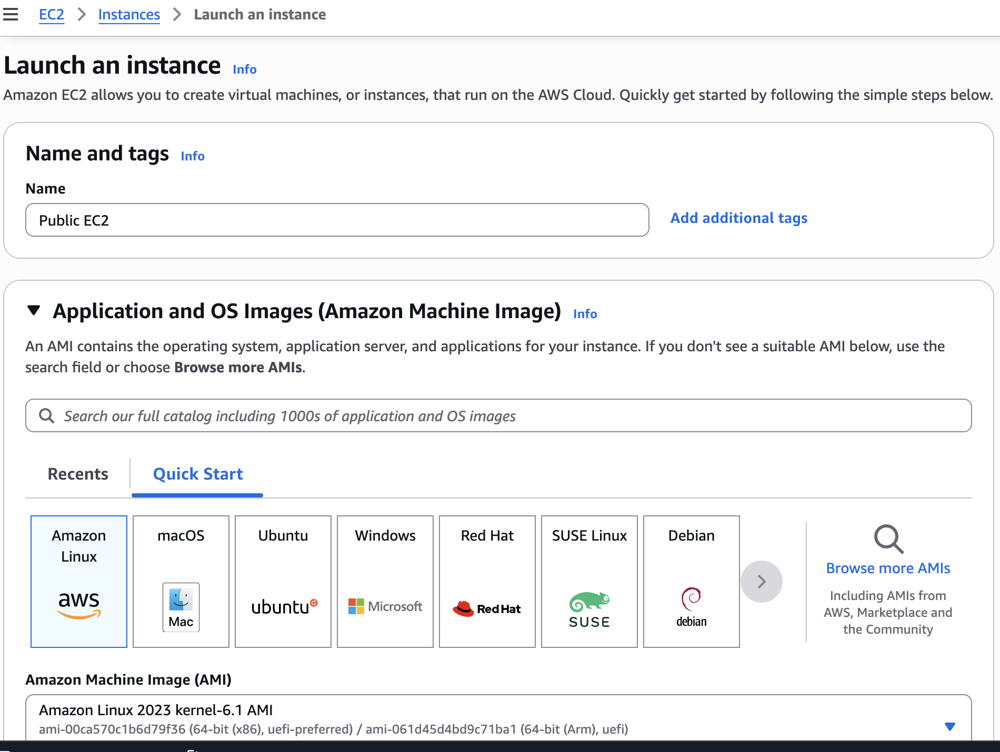 EC2 > Instances > Launch an instance
Launch an instance Info
Amazon EC2 allows you to create virtual machines, or instances, that run on the AWS Cloud. Quickly get started by following the simple steps below.
Name and tags Info
Name
Public EC2
Add additional tags
Application and OS Images (Amazon Machine Image) Info
An AMI contains the operating system, application server, and applications for your instance. If you don't see a suitable AMI below, use the
search field or choose Browse more AMIs.
Search our full catalog including 1000s of application and OS images
Recents
Quick Start
Amazon
Linux
aws
macOS
Mac
Ubuntu
ubuntu
Windows
Microsoft
Red Hat
Red Hat
SUSE Linux
SUSE
Debian
debian
Browse more AMIs
Including AMIs from
AWS, Marketplace and
the Community
Amazon Machine Image (AMI)
Amazon Linux 2023 kernel-6.1 AMI
ami-00ca570c1b6d79f36 (64-bit (x86), uefi-preferred) / ami-061d45d4bd9c71ba1 (64-bit (Arm), uefi)